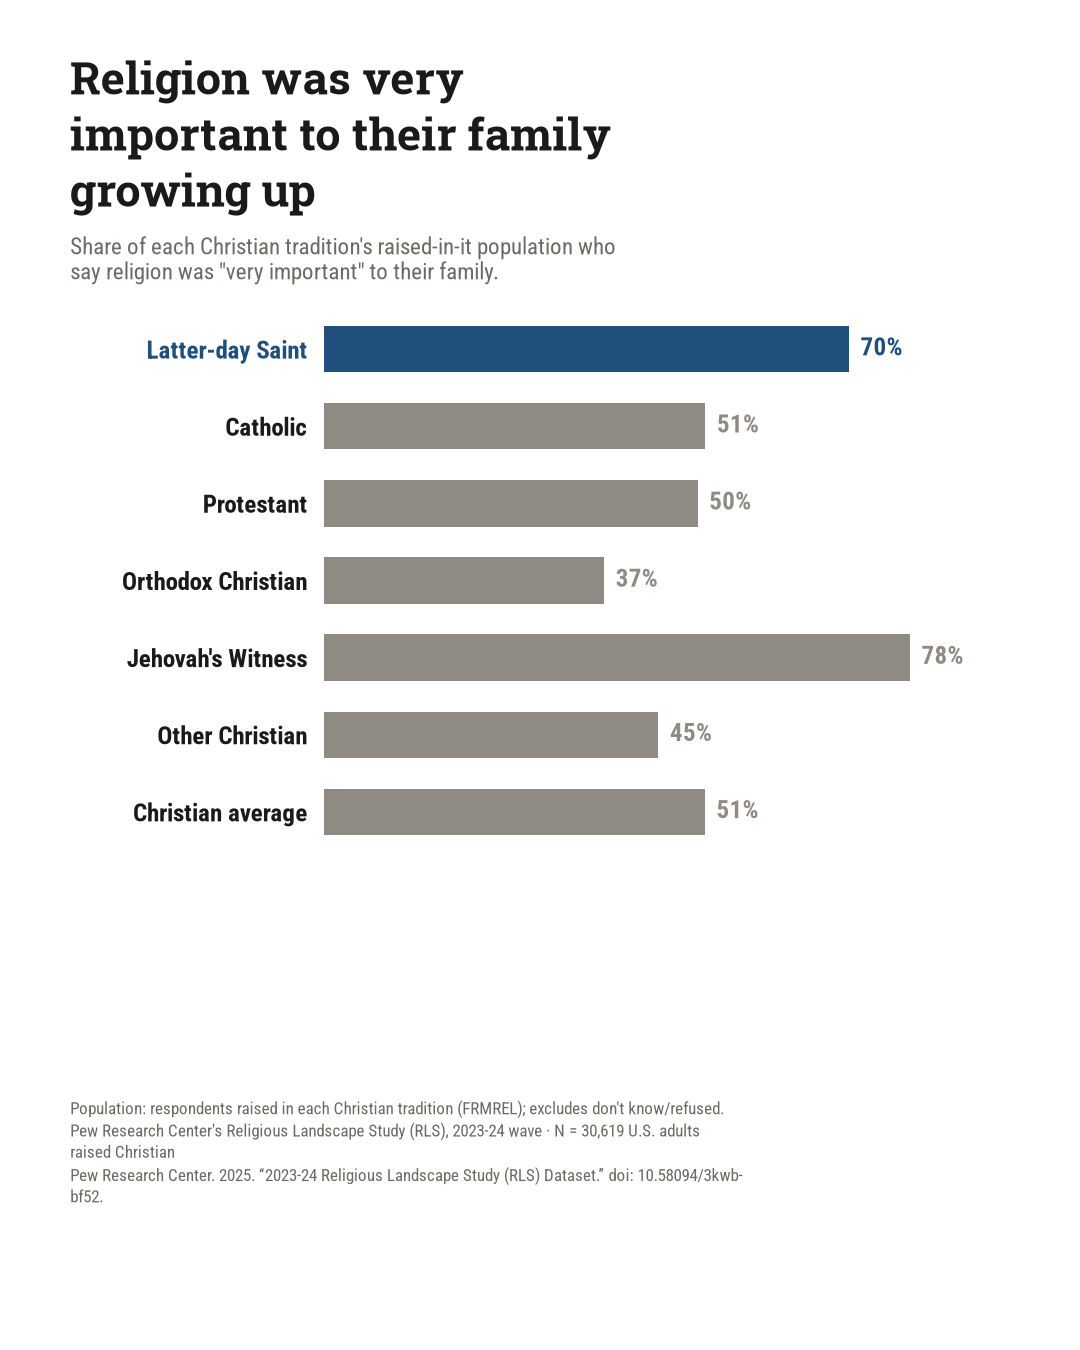 Religion was very
important to their family
growing up
Share of each Christian tradition's raised-in-it population who
say religion was "very important" to their family.
Latter-day Saint 70%
Catholic 51%
Protestant 50%
Orthodox Christian 37%
Jehovah's Witness 78%
Other Christian 45%
Christian average 51%
Population: respondents raised in each Christian tradition (FRMREL); excludes don't know/refused.
Pew Research Center's Religious Landscape Study (RLS), 2023-24 wave · N = 30,619 U.S. adults
raised Christian
Pew Research Center. 2025. “2023-24 Religious Landscape Study (RLS) Dataset.” doi: 10.58094/3kwb-
bf52.